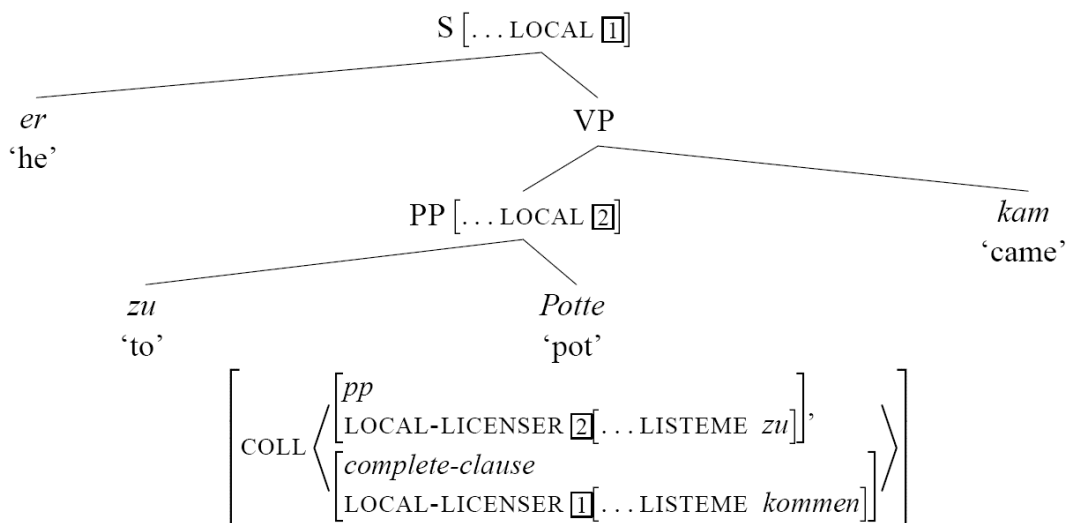 S [. . . LOCAL 1]
er
‘he’
VP
PP [. . . LOCAL 2]
kam
‘came’
zu
‘to’
Potte
‘pot’
pp
LOCAL-LICENSER 2[. . . LISTEME zu],
COLL
complete-clause
LOCAL-LICENSER 1[. . . LISTEME kommen]